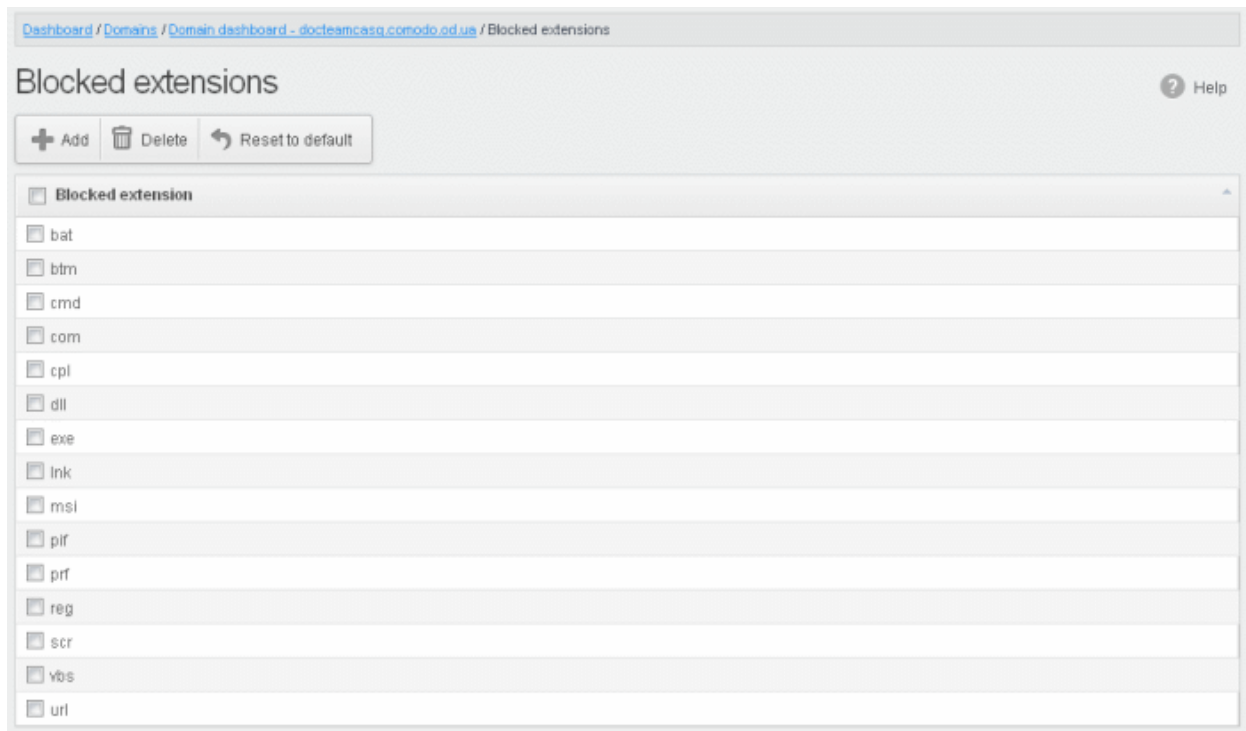 Dashboard / Domains / Domain dashboard - docteamcasg.comodo.od.ua / Blocked extensions
Blocked extensions
Help
Add Delete Reset to default
Blocked extension
bat
btm
cmd
com
cpl
dll
exe
lnk
msi
pif
prf
reg
scr
vbs
url